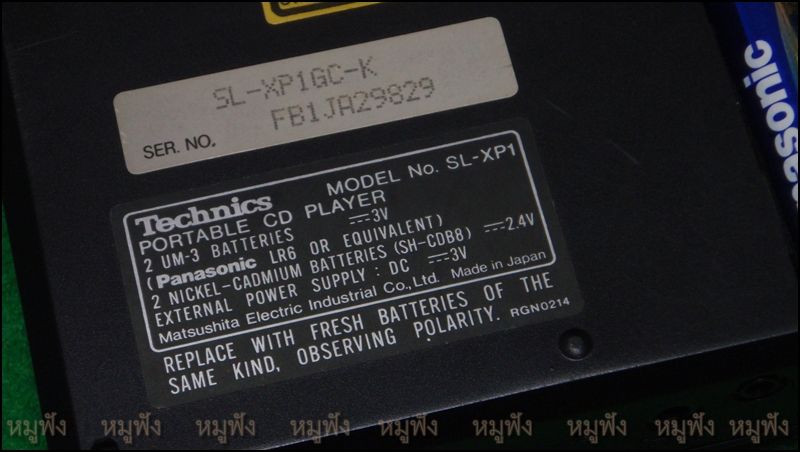 SL-XP1GC-K
FB1JA29829
SER. NO.
Technics MODEL No. SL-XP1
PORTABLE CD PLAYER
2 UM-3 BATTERIES ⎓3V
(Panasonic LR6 OR EQUIVALENT)
2 NICKEL-CADMIUM BATTERIES (SH-CDB8) ⎓2.4V
EXTERNAL POWER SUPPLY : DC ⎓3V
Matsushita Electric Industrial Co., Ltd. Made in Japan
REPLACE WITH FRESH BATTERIES OF THE
SAME KIND, OBSERVING POLARITY. RGN0214
asonic
หมูฟัง หมูฟัง หมูฟัง หมูฟัง หมูฟัง หมูฟัง หมูฟัง หมูฟัง หมูฟัง